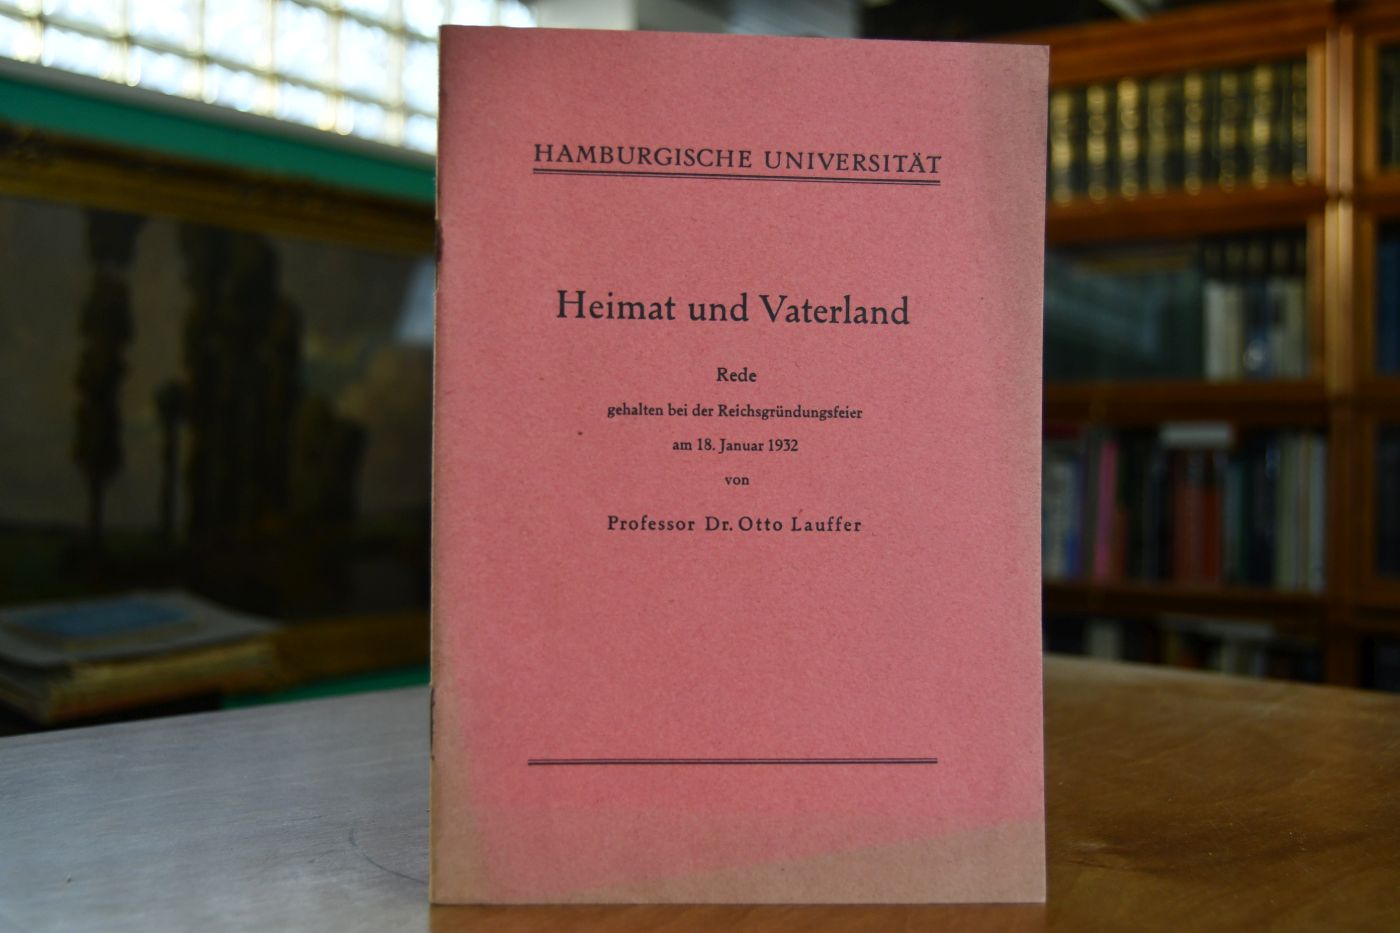 HAMBURGISCHE UNIVERSITÄT
Heimat und Vaterland
Rede
gehalten bei der Reichsgründungsfeier
am 18. Januar 1932
von
Professor Dr. Otto Lauffer